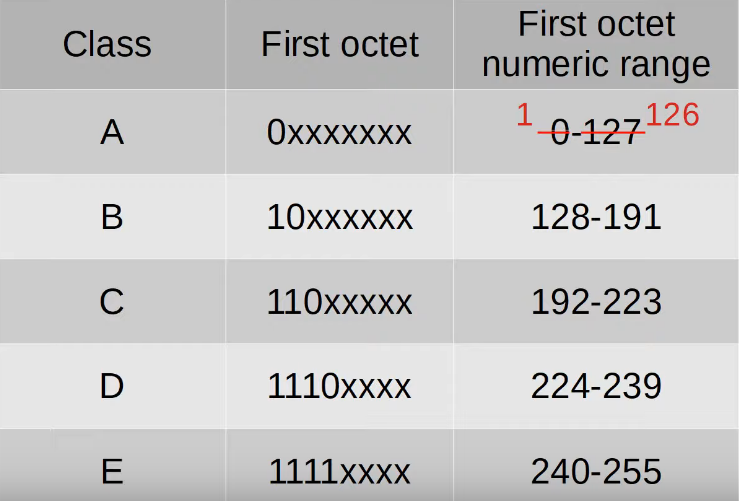 Class First octet First octet
numeric range
A 0xxxxxxx 1 0-127 126
B 10xxxxxx 128-191
C 110xxxxx 192-223
D 1110xxxx 224-239
E 1111xxxx 240-255